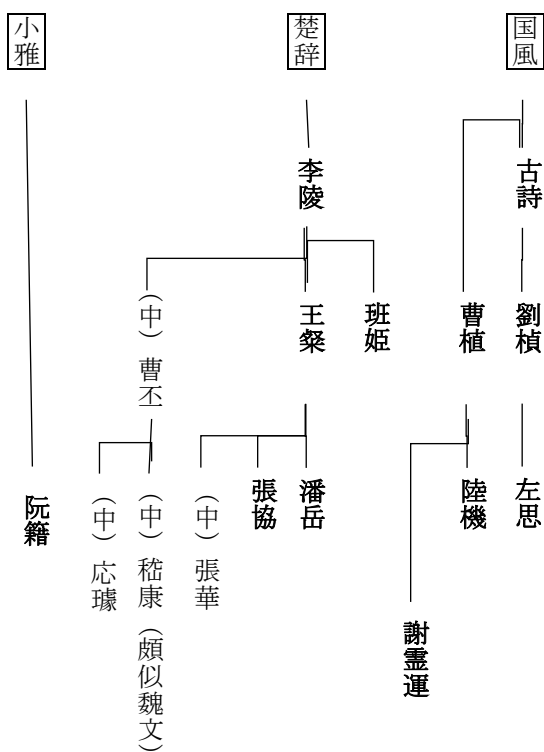 国風
楚辞
小雅
古詩
李陵
劉楨
曹植
班姫
王粲
（中）曹丕
左思
陸機
潘岳
張協
（中）張華
（中）嵇康（頗似魏文）
（中）応璩
阮籍
謝霊運